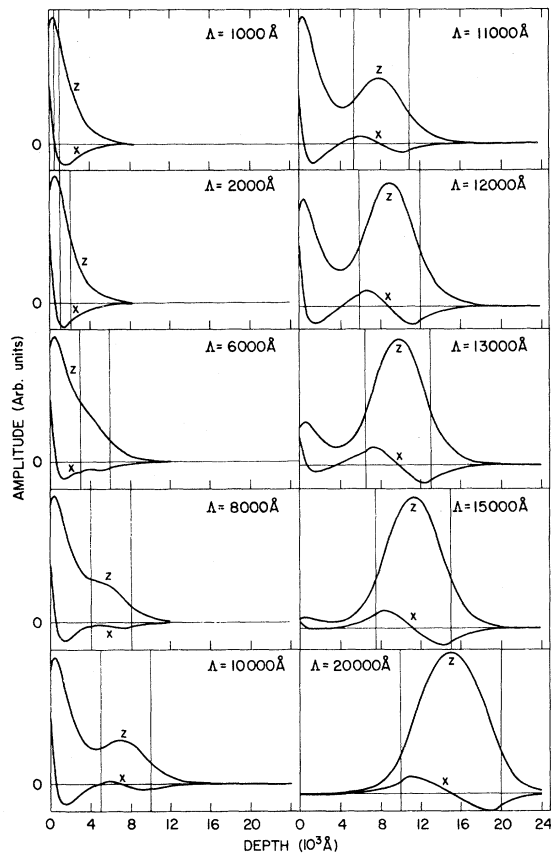 AMPLITUDE (Arb. units)
Λ = 1000Å
z
x
0
Λ = 2000Å
z
x
0
Λ = 6000Å
z
x
0
Λ = 8000Å
z
x
0
Λ = 10000Å
z
x
0
0 4 8 12 16 20
Λ = 11000Å
z
x
Λ = 12000Å
z
x
Λ = 13000Å
z
x
Λ = 15000Å
z
x
Λ = 20000Å
z
x
0 4 8 12 16 20 24
DEPTH (10³Å)